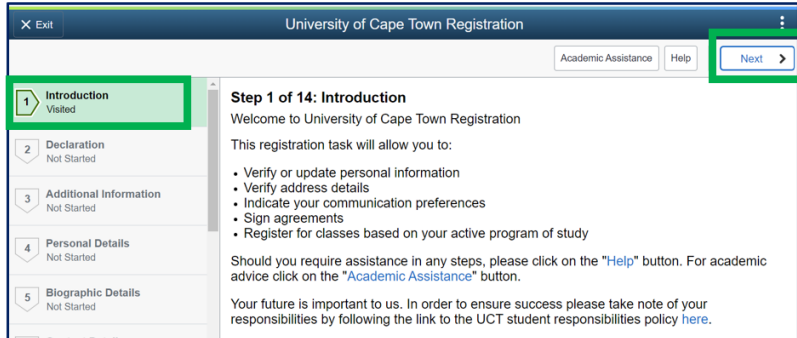 Exit
University of Cape Town Registration
Academic Assistance
Help
Next
1
Introduction
Visited
2
Declaration
Not Started
3
Additional Information
Not Started
4
Personal Details
Not Started
5
Biographic Details
Not Started
Step 1 of 14: Introduction
Welcome to University of Cape Town Registration
This registration task will allow you to:
• Verify or update personal information
• Verify address details
• Indicate your communication preferences
• Sign agreements
• Register for classes based on your active program of study
Should you require assistance in any steps, please click on the "Help" button. For academic
advice click on the "Academic Assistance" button.
Your future is important to us. In order to ensure success please take note of your
responsibilities by following the link to the UCT student responsibilities policy here.